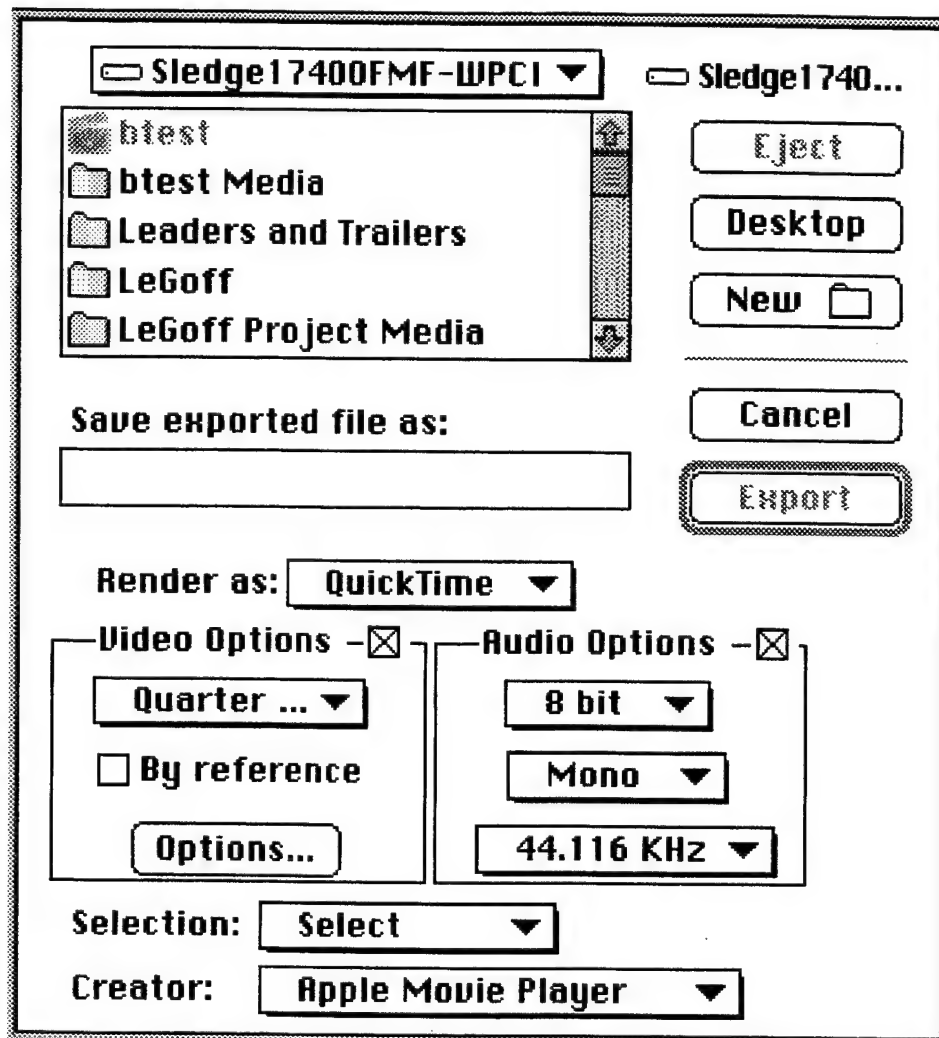 Sledge17400FMF-WPCI
Sledge1740...
btest
btest Media
Leaders and Trailers
LeGoff
LeGoff Project Media
Eject
Desktop
New
Cancel
Export
Save exported file as:
Render as: QuickTime
Video Options
Quarter ...
By reference
Options...
Audio Options
8 bit
Mono
44.116 KHz
Selection: Select
Creator: Apple Movie Player